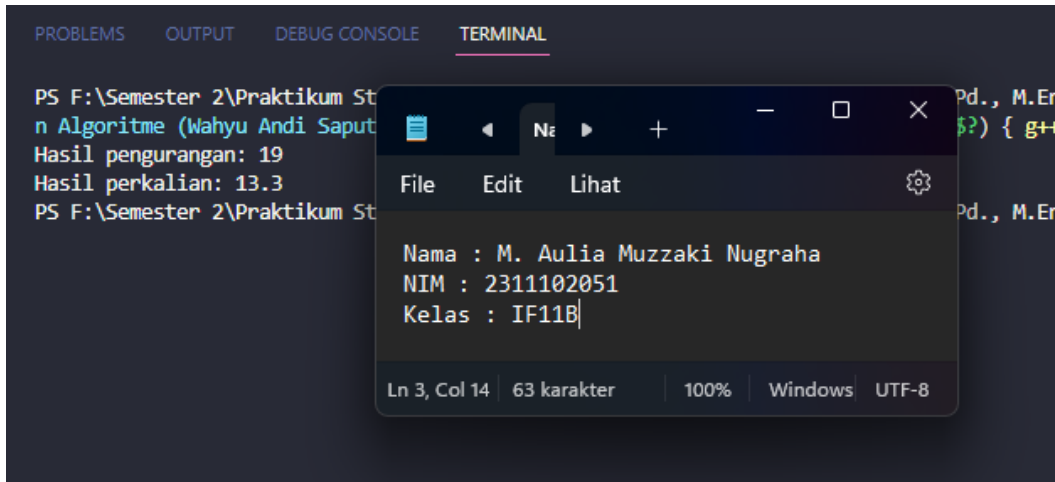 PROBLEMS OUTPUT DEBUG CONSOLE TERMINAL
PS F:\Semester 2\Praktikum St Pd., M.En
n Algoritme (Wahyu Andi Saput $?) { g++
Hasil pengurangan: 19
Hasil perkalian: 13.3
PS F:\Semester 2\Praktikum St Pd., M.En
Na
File Edit Lihat
Nama : M. Aulia Muzzaki Nugraha
NIM : 2311102051
Kelas : IF11B
Ln 3, Col 14 63 karakter 100% Windows UTF-8